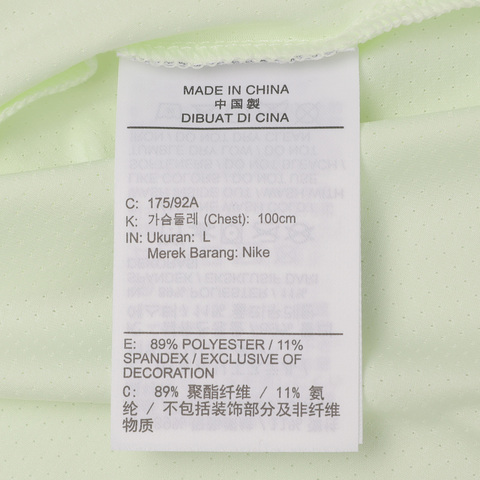 MADE IN CHINA
中国製
DIBUAT DI CINA
C: 175/92A
K: 가슴둘레 (Chest): 100cm
IN: Ukuran: L
Merek Barang: Nike
E: 89% POLYESTER / 11%
SPANDEX / EXCLUSIVE OF
DECORATION
C: 89% 聚酯纤维 / 11% 氨
纶 / 不包括装饰部分及非纤维
物质